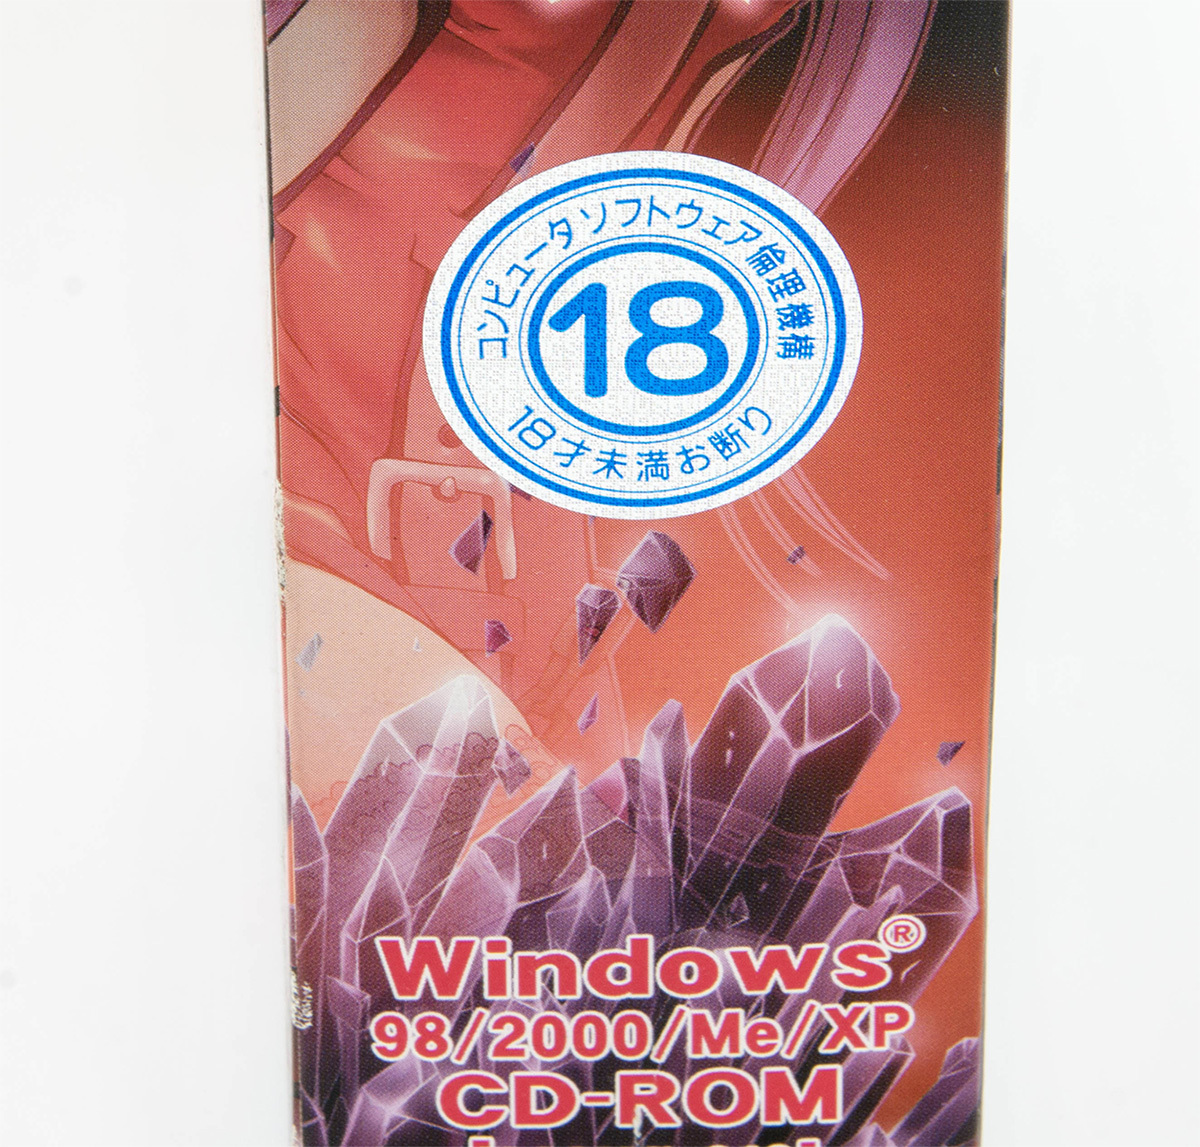 コンピュータソフトウェア倫理機構
18
18才未満お断り
Windows®
98/2000/Me/XP
CD-ROM